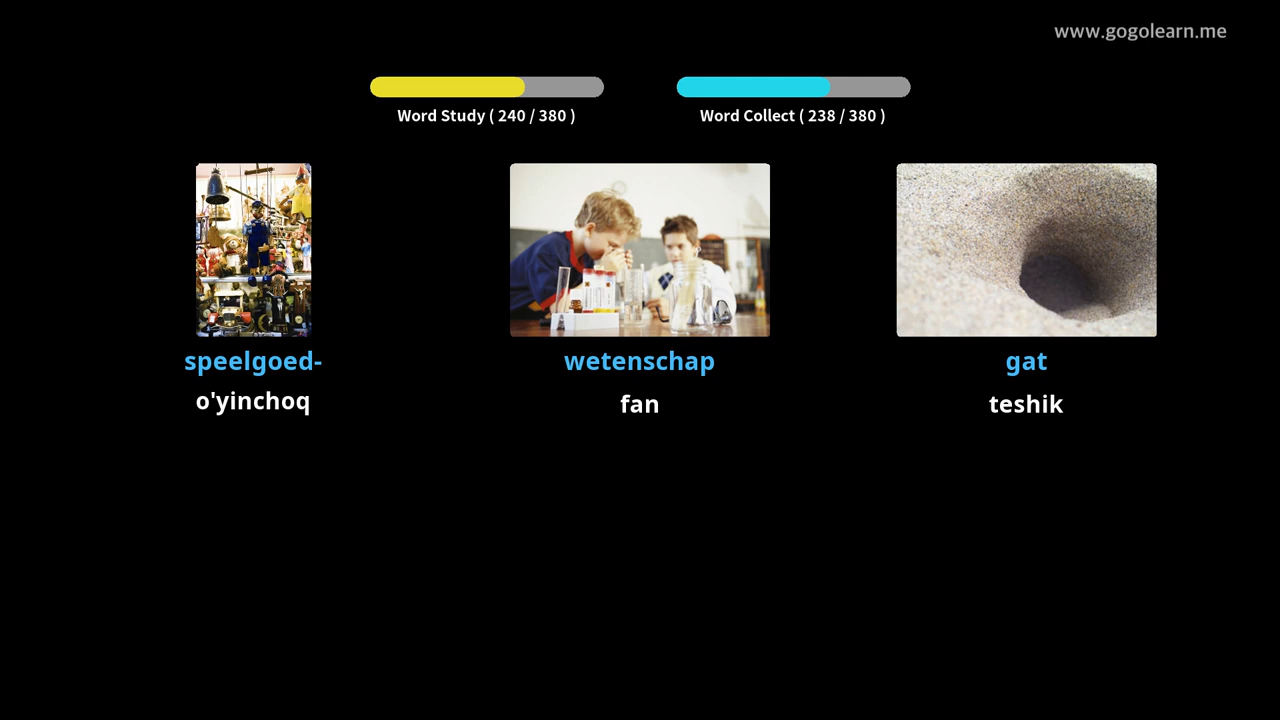 www.gogolearn.me
Word Study ( 240 / 380 )
Word Collect ( 238 / 380 )
speelgoed-
o'yinchoq
wetenschap
fan
gat
teshik